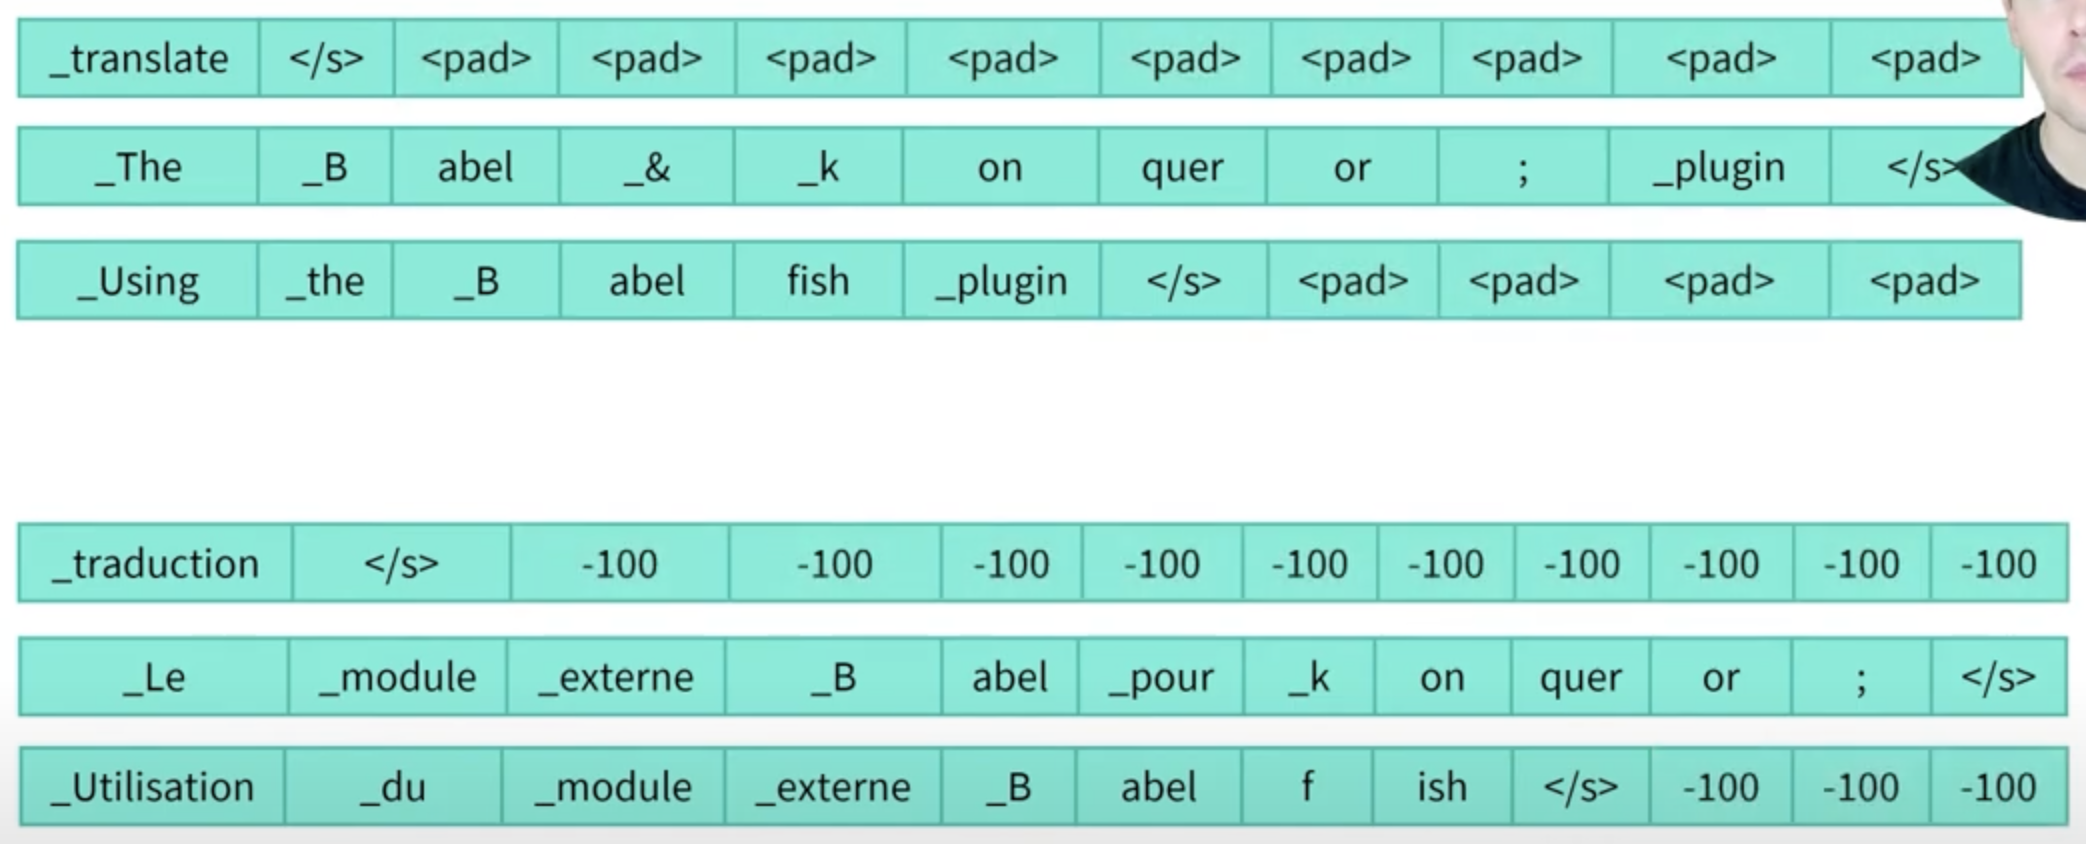 _translate </s> <pad> <pad> <pad> <pad> <pad> <pad> <pad> <pad> <pad>
_The _B abel _& _k on quer or ; _plugin </s>
_Using _the _B abel fish _plugin </s> <pad> <pad> <pad> <pad>
_traduction </s> -100 -100 -100 -100 -100 -100 -100 -100 -100 -100
_Le _module _externe _B abel _pour _k on quer or ; </s>
_Utilisation _du _module _externe _B abel f ish </s> -100 -100 -100